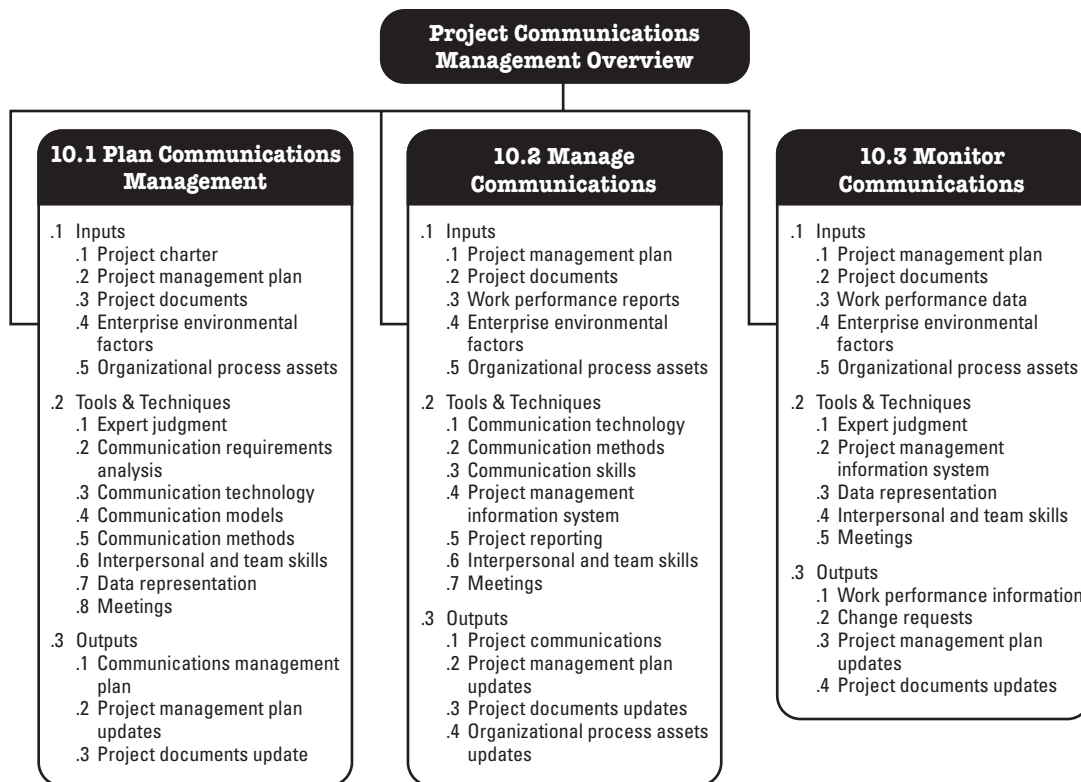 Project Communications
Management Overview
10.1 Plan Communications
Management
.1 Inputs
.1 Project charter
.2 Project management plan
.3 Project documents
.4 Enterprise environmental
factors
.5 Organizational process assets
.2 Tools & Techniques
.1 Expert judgment
.2 Communication requirements
analysis
.3 Communication technology
.4 Communication models
.5 Communication methods
.6 Interpersonal and team skills
.7 Data representation
.8 Meetings
.3 Outputs
.1 Communications management
plan
.2 Project management plan
updates
.3 Project documents update
10.2 Manage
Communications
.1 Inputs
.1 Project management plan
.2 Project documents
.3 Work performance reports
.4 Enterprise environmental
factors
.5 Organizational process assets
.2 Tools & Techniques
.1 Communication technology
.2 Communication methods
.3 Communication skills
.4 Project management
information system
.5 Project reporting
.6 Interpersonal and team skills
.7 Meetings
.3 Outputs
.1 Project communications
.2 Project management plan
updates
.3 Project documents updates
.4 Organizational process assets
updates
10.3 Monitor
Communications
.1 Inputs
.1 Project management plan
.2 Project documents
.3 Work performance data
.4 Enterprise environmental
factors
.5 Organizational process assets
.2 Tools & Techniques
.1 Expert judgment
.2 Project management
information system
.3 Data representation
.4 Interpersonal and team skills
.5 Meetings
.3 Outputs
.1 Work performance information
.2 Change requests
.3 Project management plan
updates
.4 Project documents updates